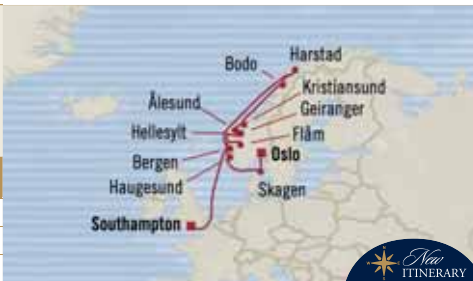 Harstad
Bodo
Kristiansund
Ålesund
Geiranger
Hellesylt
Flåm
Oslo
Bergen
Haugesund
Skagen
Southampton
New
ITINERARY